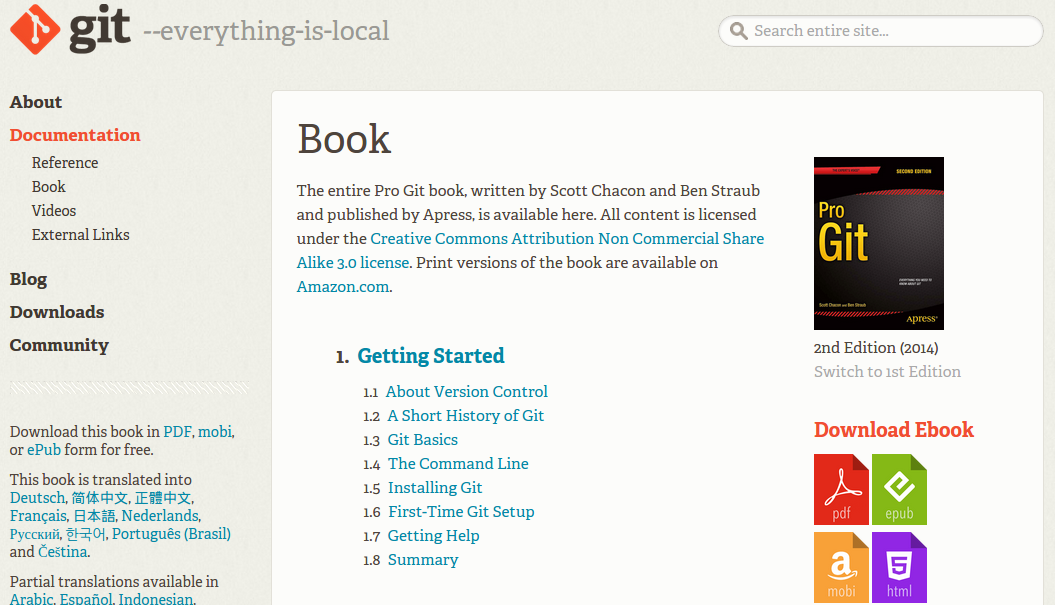 git --everything-is-local
Search entire site...
About
Documentation
Reference
Book
Videos
External Links
Blog
Downloads
Community
Download this book in PDF, mobi,
or ePub form for free.
This book is translated into
Deutsch, 简体中文, 正體中文,
Français, 日本語, Nederlands,
Русский, 한국어, Português (Brasil)
and Čeština.
Partial translations available in
Arabic, Español, Indonesian,
Book
The entire Pro Git book, written by Scott Chacon and Ben Straub
and published by Apress, is available here. All content is licensed
under the Creative Commons Attribution Non Commercial Share
Alike 3.0 license. Print versions of the book are available on
Amazon.com.
1. Getting Started
1.1 About Version Control
1.2 A Short History of Git
1.3 Git Basics
1.4 The Command Line
1.5 Installing Git
1.6 First-Time Git Setup
1.7 Getting Help
1.8 Summary
SECOND EDITION
Pro
Git
EVERYTHING YOU NEED TO
KNOW ABOUT GIT
Scott Chacon and Ben Straub
Apress
2nd Edition (2014)
Switch to 1st Edition
Download Ebook
pdf
epub
mobi
html